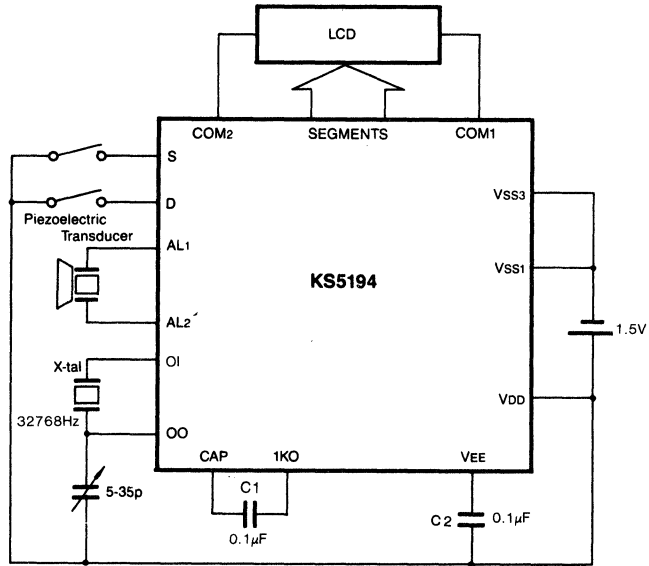 LCD
COM2 SEGMENTS COM1
S
D
Piezoelectric
Transducer
AL1
AL2
X-tal
OI
32768Hz
OO
5-35p
KS5194
VSS3
VSS1
1.5V
VDD
CAP 1KO VEE
C1
0.1μF
C2 0.1μF